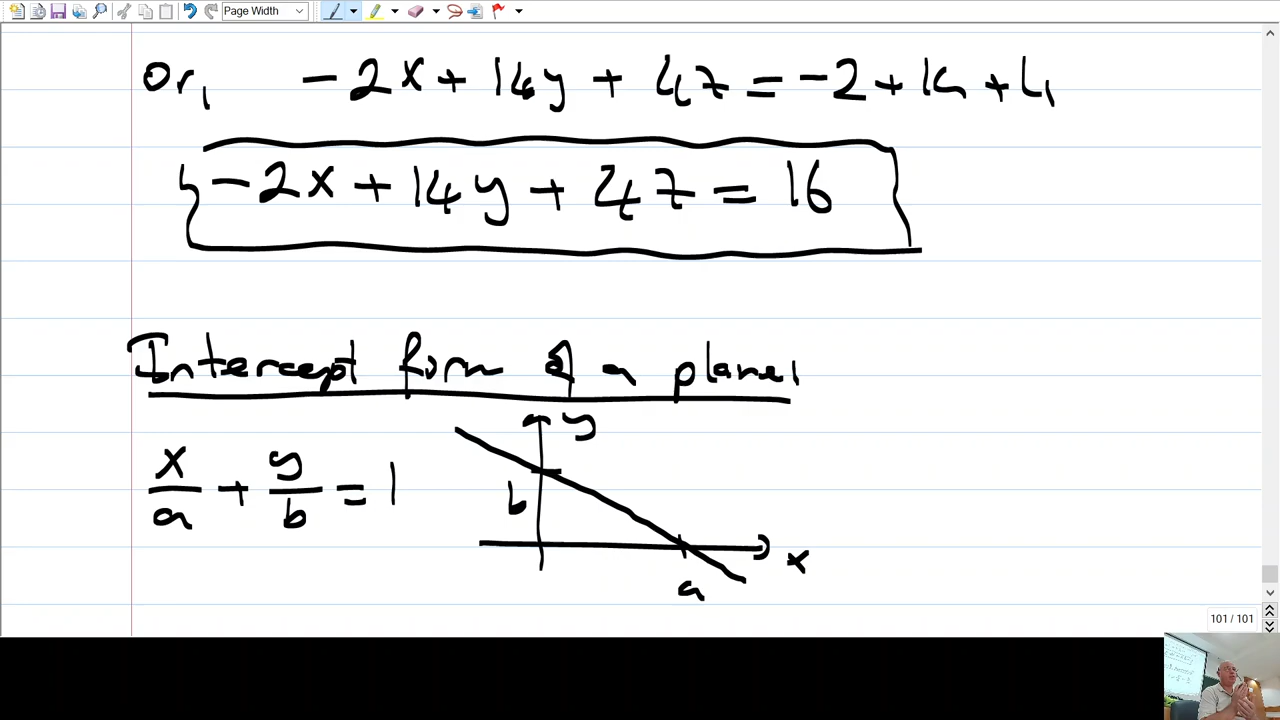 Page Width
Or, -2x + 14y + 4z = -2 + 14 + 4
-2x + 14y + 4z = 16
Intercept form of a plane:
x/a + y/b = 1
y
b
x
a
101 / 101